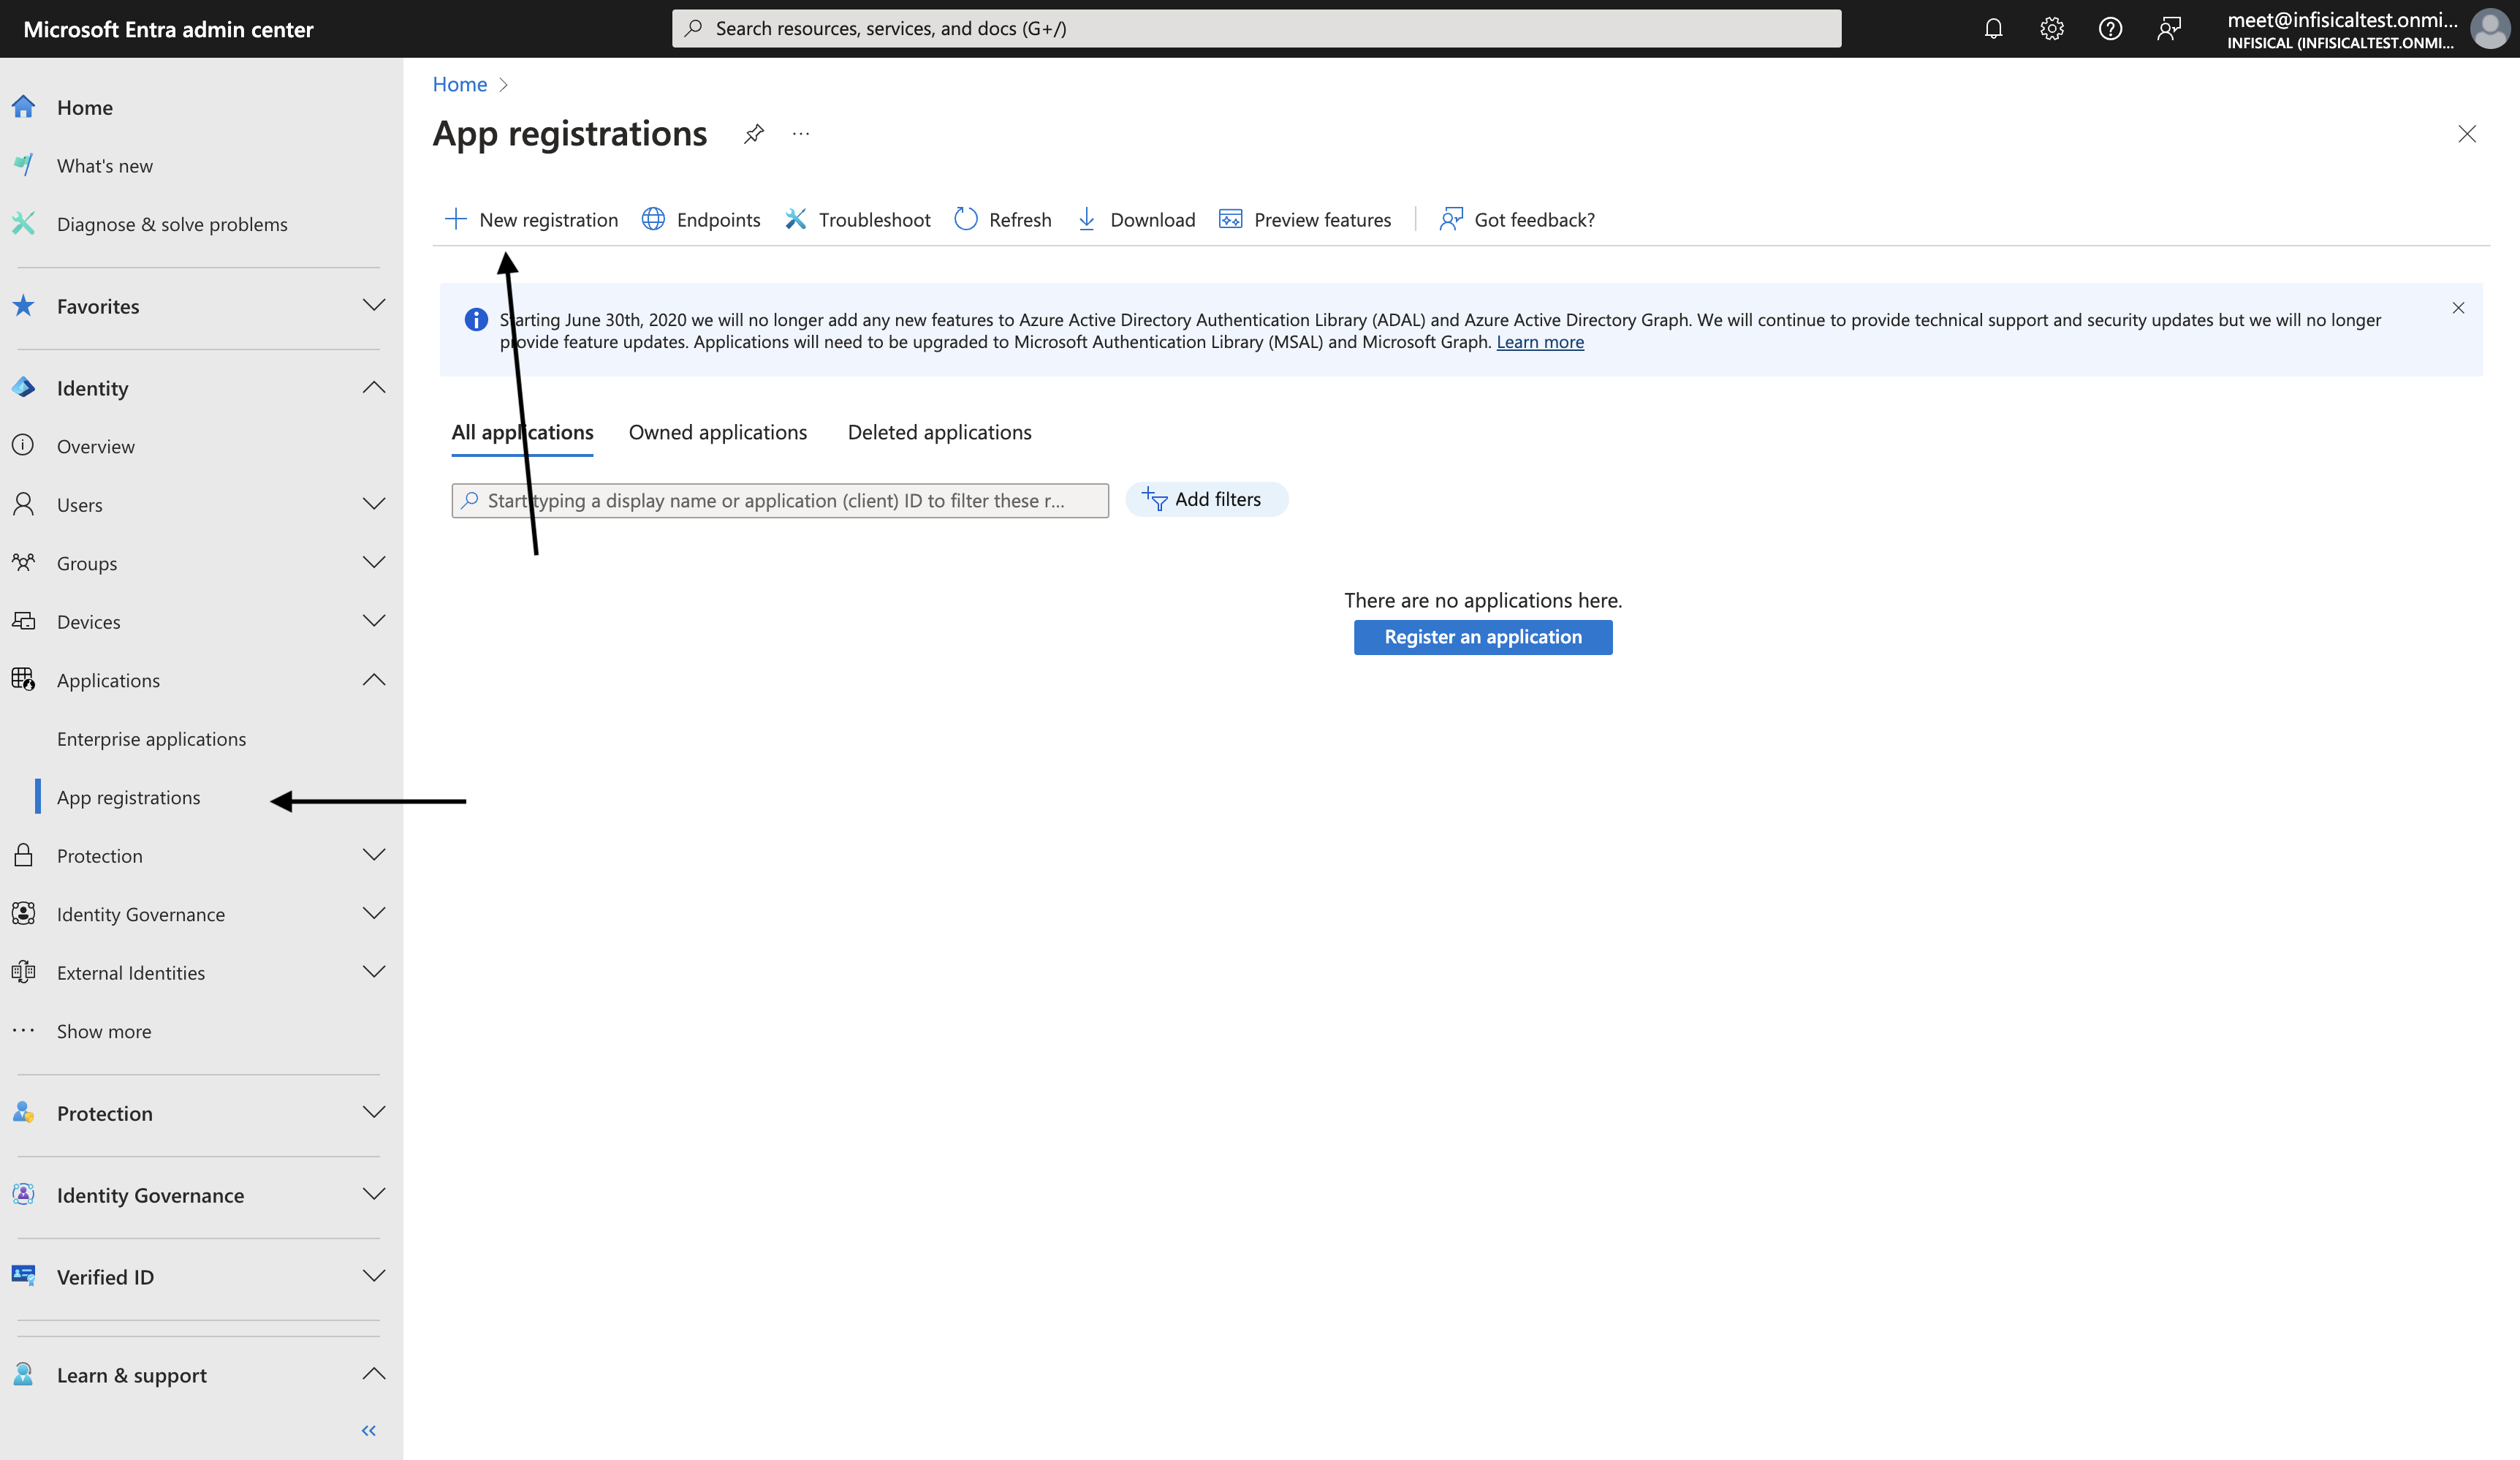 Microsoft Entra admin center
Search resources, services, and docs (G+/)
meet@infisicaltest.onmi...
INFISICAL (INFISICALTEST.ONMI...
Home
What's new
Diagnose & solve problems
Favorites
Identity
Overview
Users
Groups
Devices
Applications
Enterprise applications
App registrations
Protection
Identity Governance
External Identities
Show more
Protection
Identity Governance
Verified ID
Learn & support
Home
App registrations
New registration
Endpoints
Troubleshoot
Refresh
Download
Preview features
Got feedback?
Starting June 30th, 2020 we will no longer add any new features to Azure Active Directory Authentication Library (ADAL) and Azure Active Directory Graph. We will continue to provide technical support and security updates but we will no longer
provide feature updates. Applications will need to be upgraded to Microsoft Authentication Library (MSAL) and Microsoft Graph. Learn more
All applications
Owned applications
Deleted applications
Start typing a display name or application (client) ID to filter these r...
Add filters
There are no applications here.
Register an application